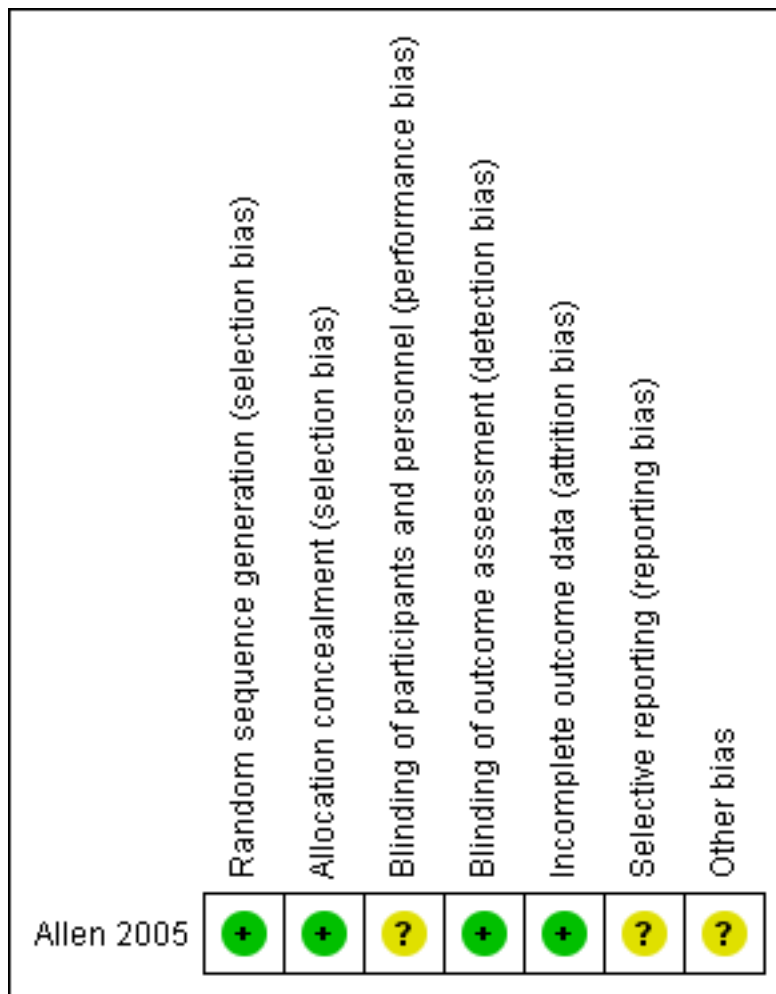 Random sequence generation (selection bias)
Allocation concealment (selection bias)
Blinding of participants and personnel (performance bias)
Blinding of outcome assessment (detection bias)
Incomplete outcome data (attrition bias)
Selective reporting (reporting bias)
Other bias
Allen 2005 + + ? + + ? ?